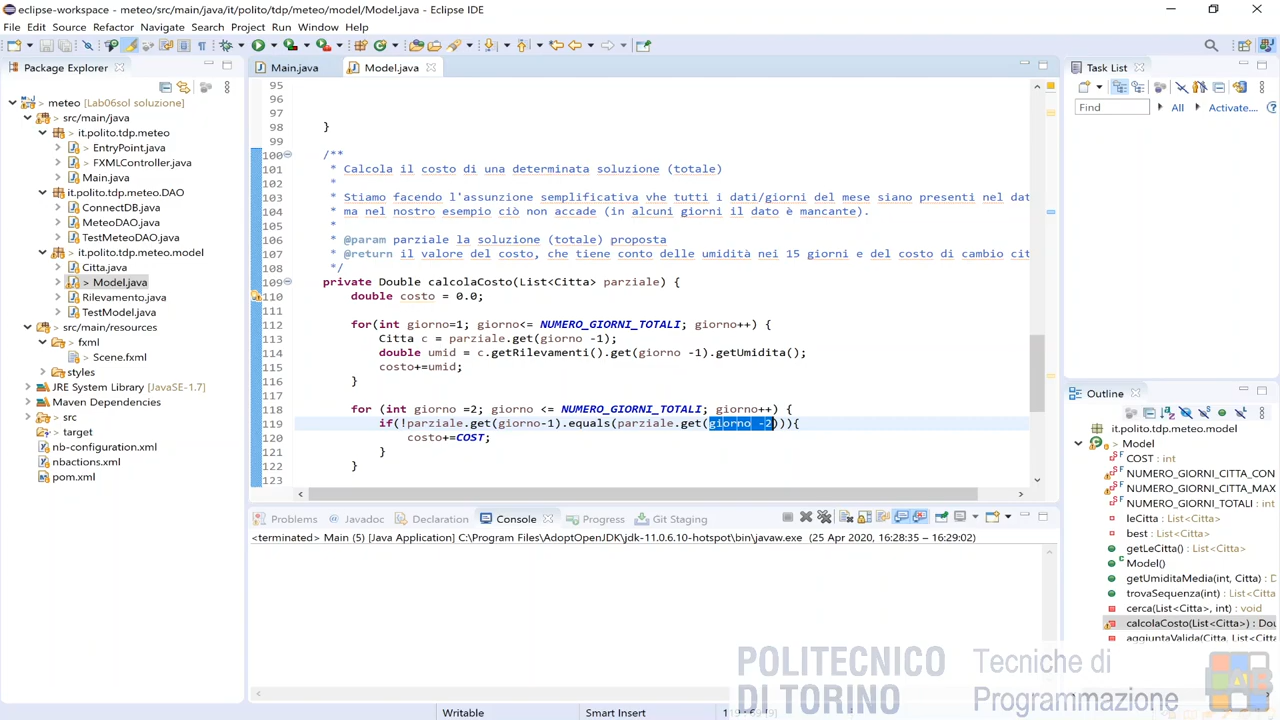 eclipse-workspace - meteo/src/main/java/it/polito/tdp/meteo/model/Model.java - Eclipse IDE
File Edit Source Refactor Navigate Search Project Run Window Help
Package Explorer
Main.java
Model.java
Task List
Find
All
Activate...
meteo [Lab06sol soluzione]
src/main/java
it.polito.tdp.meteo
EntryPoint.java
FXMLController.java
Main.java
it.polito.tdp.meteo.DAO
ConnectDB.java
MeteoDAO.java
TestMeteoDAO.java
it.polito.tdp.meteo.model
Citta.java
Model.java
Rilevamento.java
TestModel.java
src/main/resources
fxml
Scene.fxml
styles
JRE System Library [JavaSE-1.7]
Maven Dependencies
src
target
nb-configuration.xml
nbactions.xml
pom.xml
95
96
97
98 }
99
100 /**
101 * Calcola il costo di una determinata soluzione (totale)
102 *
103 * Stiamo facendo l'assunzione semplificativa vhe tutti i dati/giorni del mese siano presenti nel dat
104 ma nel nostro esempio ciò non accade (in alcuni giorni il dato è mancante).
105 *
106 * @param parziale la soluzione (totale) proposta
107 * @return il valore del costo, che tiene conto delle umidità nei 15 giorni e del costo di cambio cit
108 */
109 private Double calcolaCosto(List<Citta> parziale) {
110 double costo = 0.0;
111
112 for(int giorno=1; giorno<= NUMERO_GIORNI_TOTALI; giorno++) {
113 Citta c = parziale.get(giorno -1);
114 double umid = c.getRilevamenti().get(giorno -1).getUmidita();
115 costo+=umid;
116 }
117
118 for (int giorno =2; giorno <= NUMERO_GIORNI_TOTALI; giorno++) {
119 if(!parziale.get(giorno-1).equals(parziale.get(giorno -2))){
120 costo+=COST;
121 }
122 }
123
Outline
it.polito.tdp.meteo.model
Model
COST : int
NUMERO_GIORNI_CITTA_CON
NUMERO_GIORNI_CITTA_MAX
NUMERO_GIORNI_TOTALI : int
leCitta : List<Citta>
best : List<Citta>
getLeCitta() : List<Citta>
Model()
getUmiditaMedia(int, Citta) : D
trovaSequenza(int) : List<Citta
cerca(List<Citta>, int) : void
calcolaCosto(List<Citta>) : Dou
aggiuntaValida(Citta, List<Citt
Problems
Javadoc
Declaration
Console
Progress
Git Staging
<terminated> Main (5) [Java Application] C:\Program Files\AdoptOpenJDK\jdk-11.0.6.10-hotspot\bin\javaw.exe (25 Apr 2020, 16:28:35 – 16:29:02)
POLITECNICO
DI TORINO
Tecniche di
Programmazione
Writable
Smart Insert